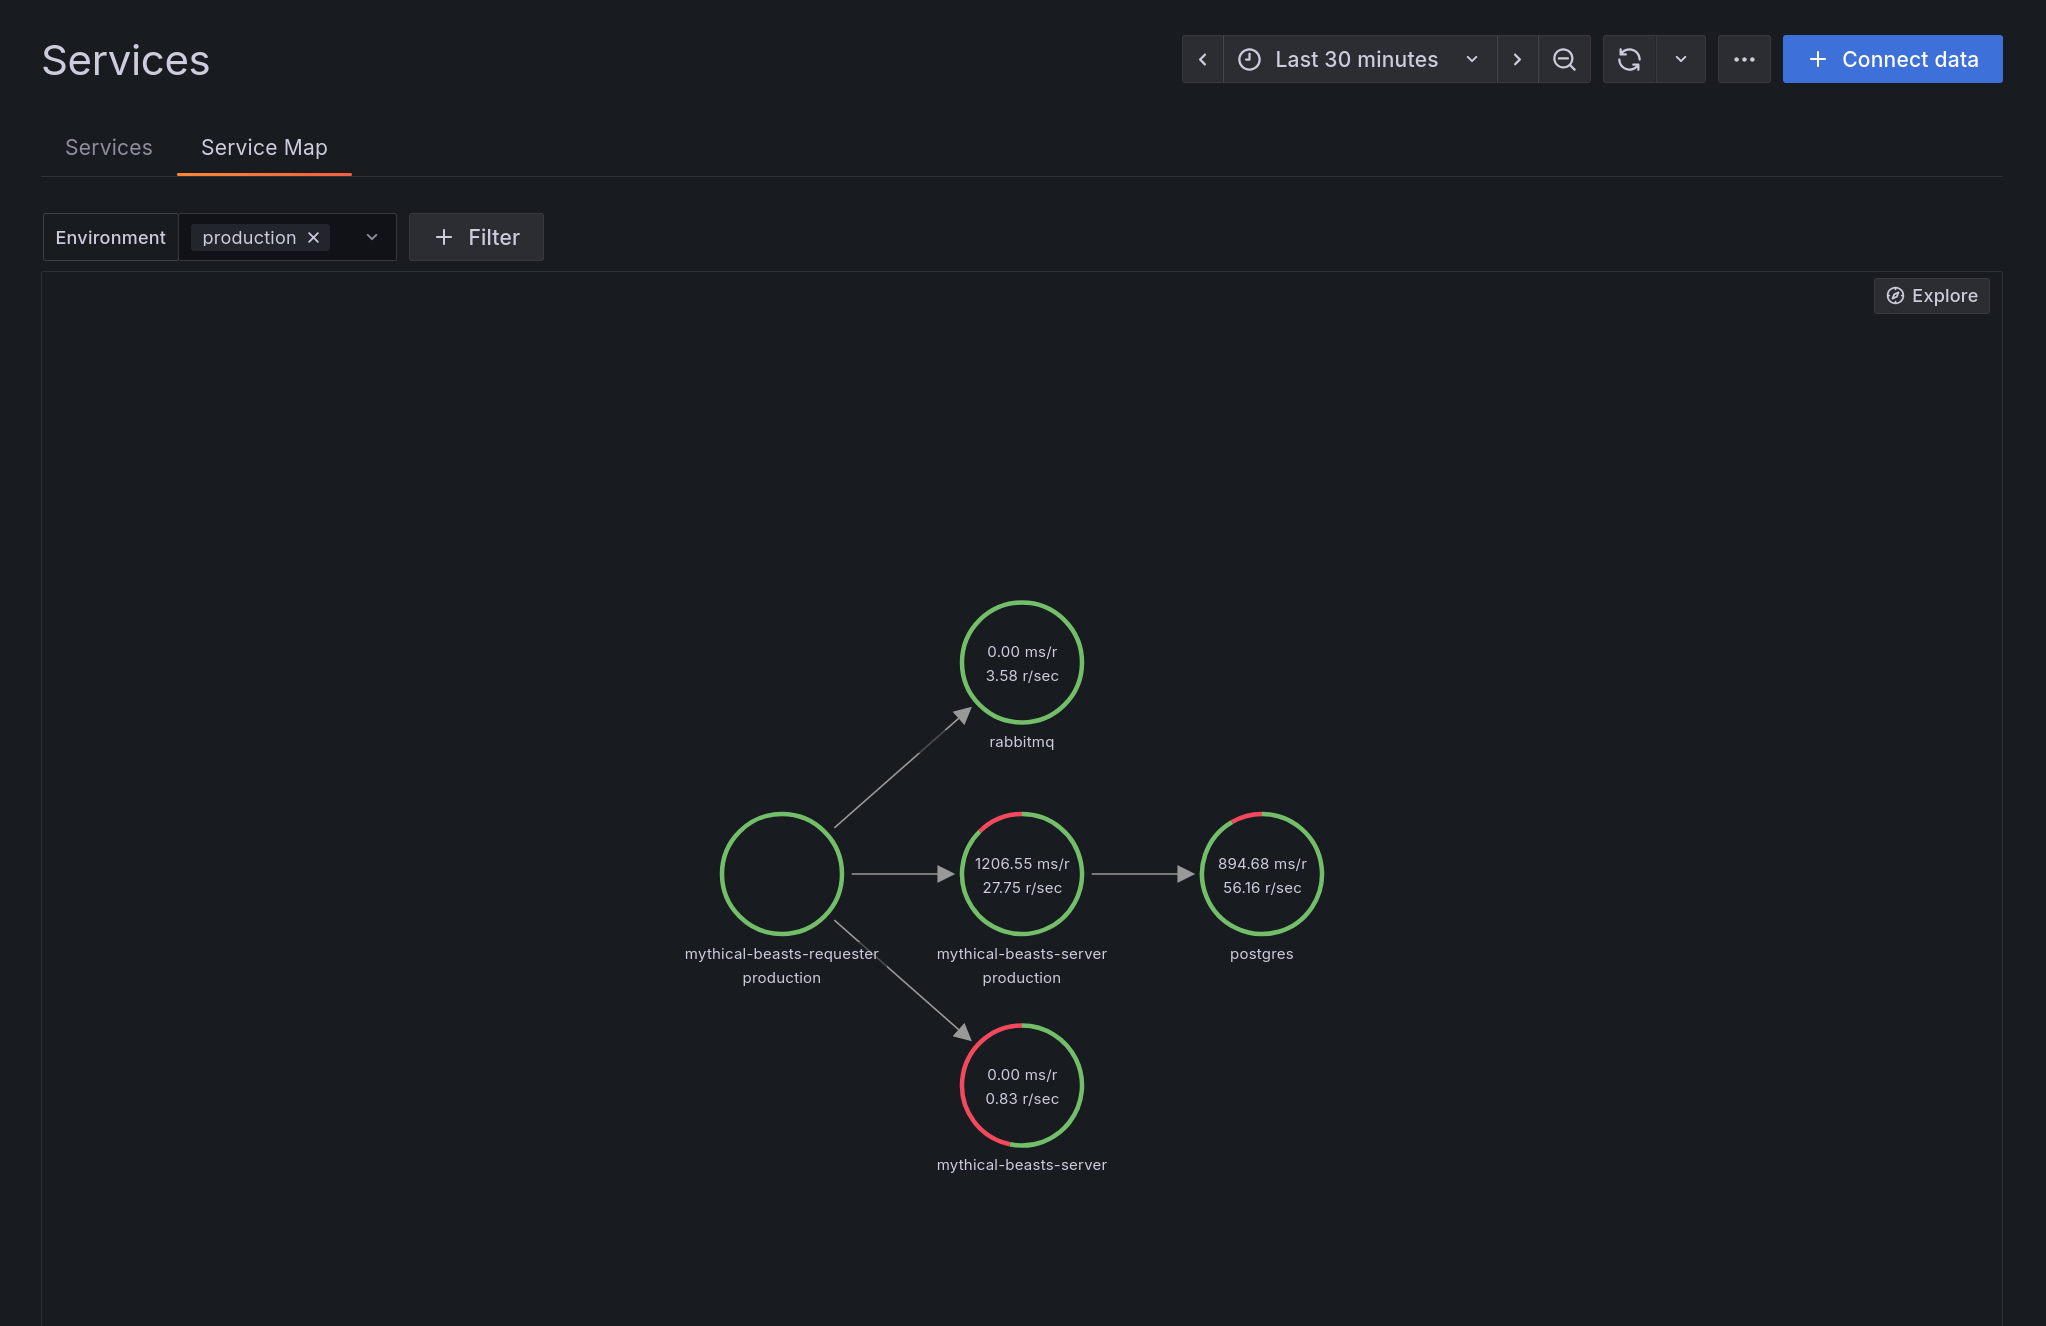 Services
Last 30 minutes
Connect data
Services
Service Map
Environment
production
Filter
Explore
0.00 ms/r
3.58 r/sec
rabbitmq
mythical-beasts-requester
production
1206.55 ms/r
27.75 r/sec
mythical-beasts-server
production
894.68 ms/r
56.16 r/sec
postgres
0.00 ms/r
0.83 r/sec
mythical-beasts-server